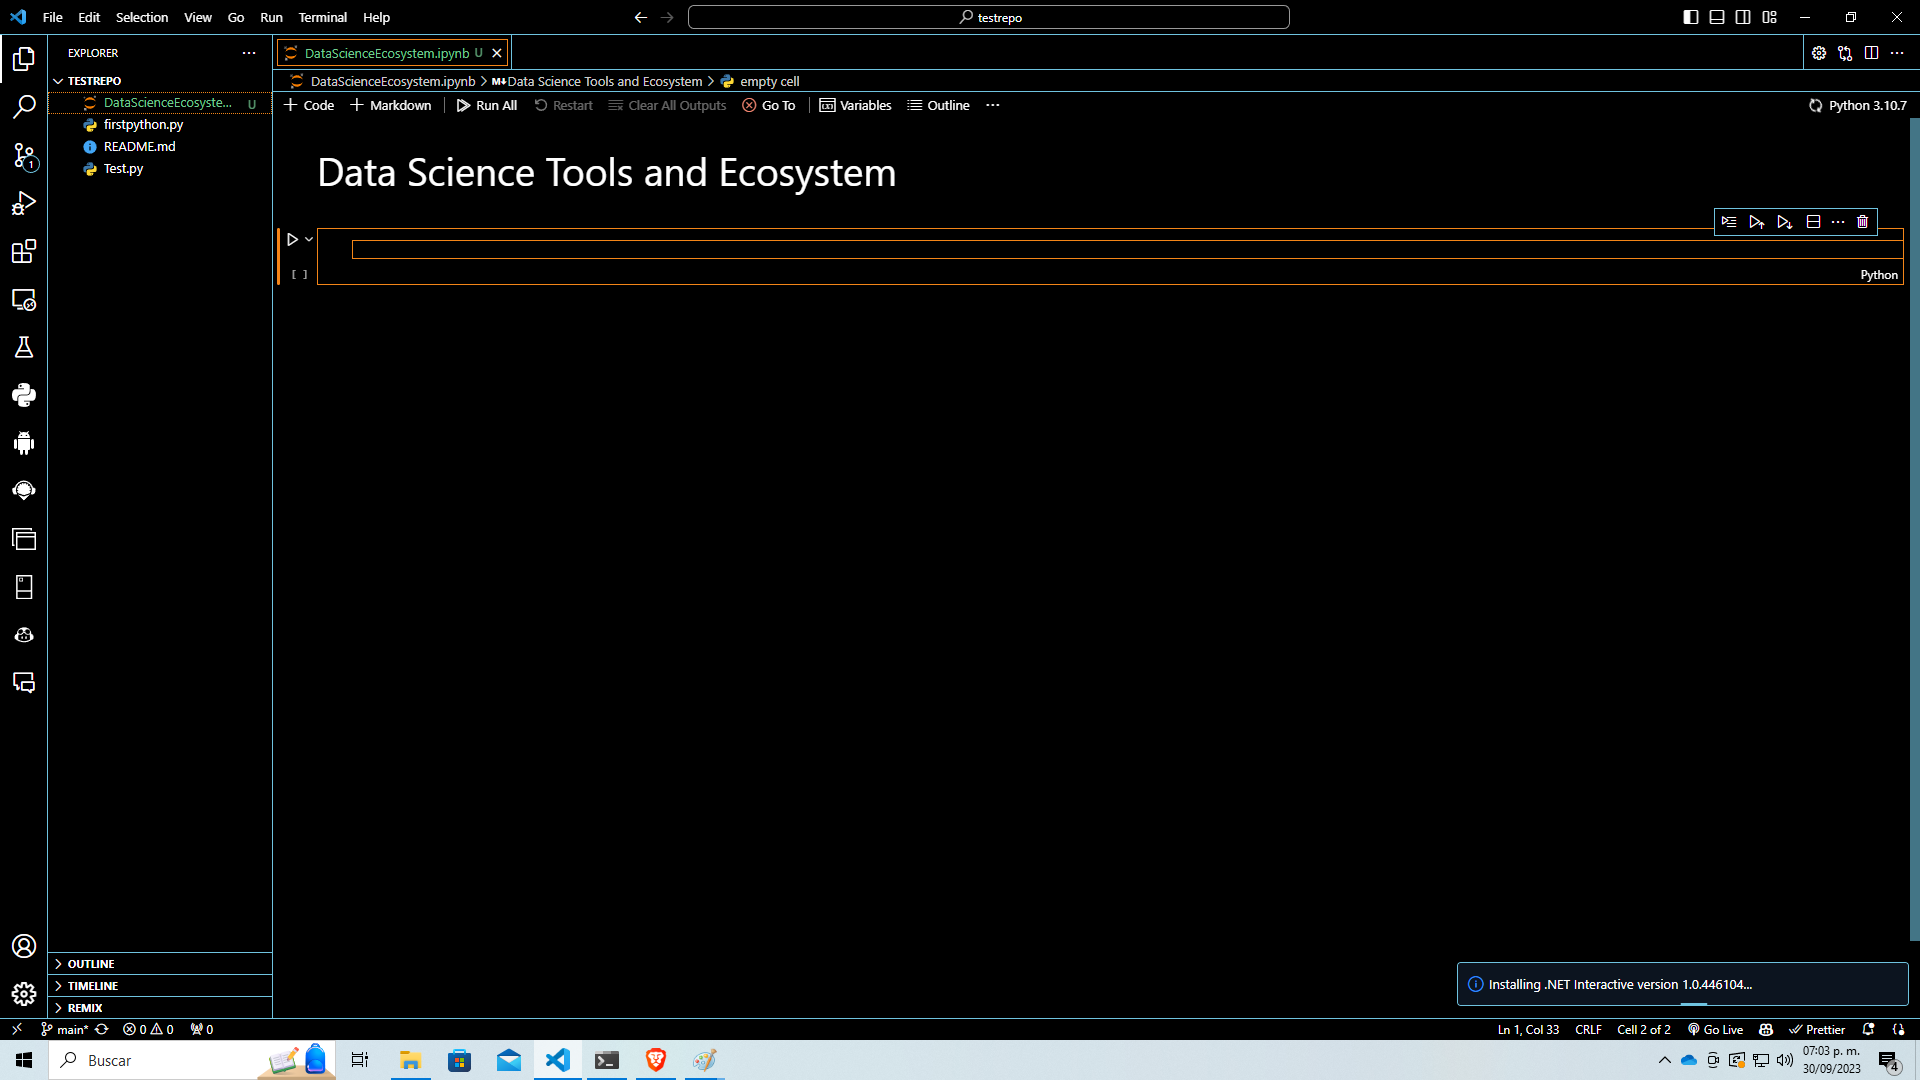 File Edit Selection View Go Run Terminal Help
testrepo
EXPLORER
DataScienceEcosystem.ipynb U
TESTREPO
DataScienceEcosystem.ipynb > M↓Data Science Tools and Ecosystem > empty cell
DataScienceEcosyste... U
Code Markdown Run All Restart Clear All Outputs Go To Variables Outline ... Python 3.10.7
firstpython.py
README.md
Test.py
1
Data Science Tools and Ecosystem
[ ]
Python
OUTLINE
TIMELINE
REMIX
Installing .NET Interactive version 1.0.446104...
main* 0 0 0 Ln 1, Col 33 CRLF Cell 2 of 2 Go Live Prettier
Buscar
07:03 p. m.
30/09/2023
4